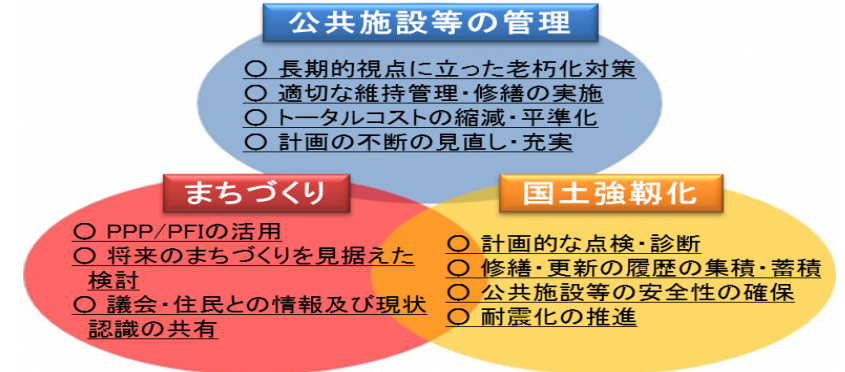 公共施設等の管理
〇 長期的視点に立った老朽化対策
〇 適切な維持管理・修繕の実施
〇 トータルコストの縮減・平準化
〇 計画の不断の見直し・充実
まちづくり
〇 PPP/PFIの活用
〇 将来のまちづくりを見据えた
検討
〇 議会・住民との情報及び現状
認識の共有
国土強靱化
〇 計画的な点検・診断
〇 修繕・更新の履歴の集積・蓄積
〇 公共施設等の安全性の確保
〇 耐震化の推進